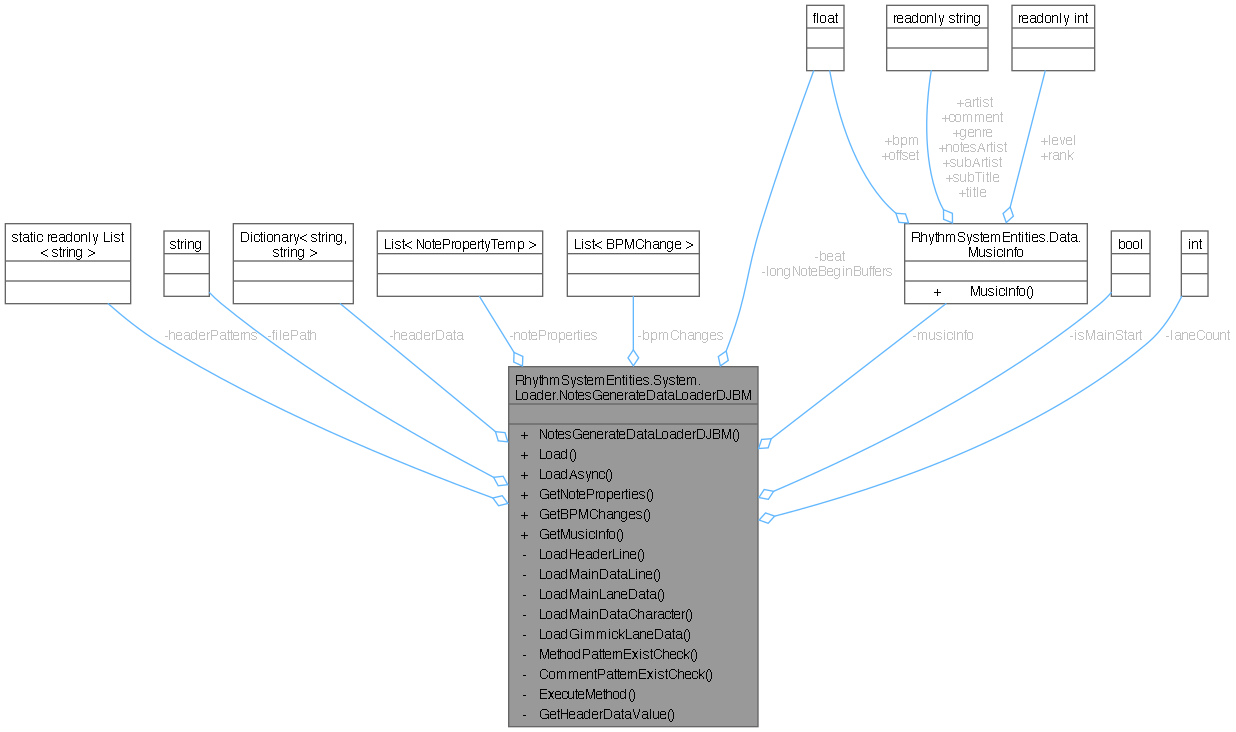 float
readonly string
readonly int
+artist
+comment
+genre
+notesArtist
+subArtist
+subTitle
+title
+bpm
+offset
+level
+rank
static readonly List
< string >
string
Dictionary< string,
string >
List< NotePropertyTemp >
List< BPMChange >
-beat
-longNoteBeginBuffers
RhythmSystemEntities.Data.
MusicInfo
+ MusicInfo()
bool
int
-headerPatterns
-filePath
-headerData
-noteProperties
-bpmChanges
-musicInfo
-isMainStart
-laneCount
RhythmSystemEntities.System.
Loader.NotesGenerateDataLoaderDJBM
+ NotesGenerateDataLoaderDJBM()
+ Load()
+ LoadAsync()
+ GetNoteProperties()
+ GetBPMChanges()
+ GetMusicInfo()
- LoadHeaderLine()
- LoadMainDataLine()
- LoadMainLaneData()
- LoadMainDataCharacter()
- LoadGimmickLaneData()
- MethodPatternExistCheck()
- CommentPatternExistCheck()
- ExecuteMethod()
- GetHeaderDataValue()